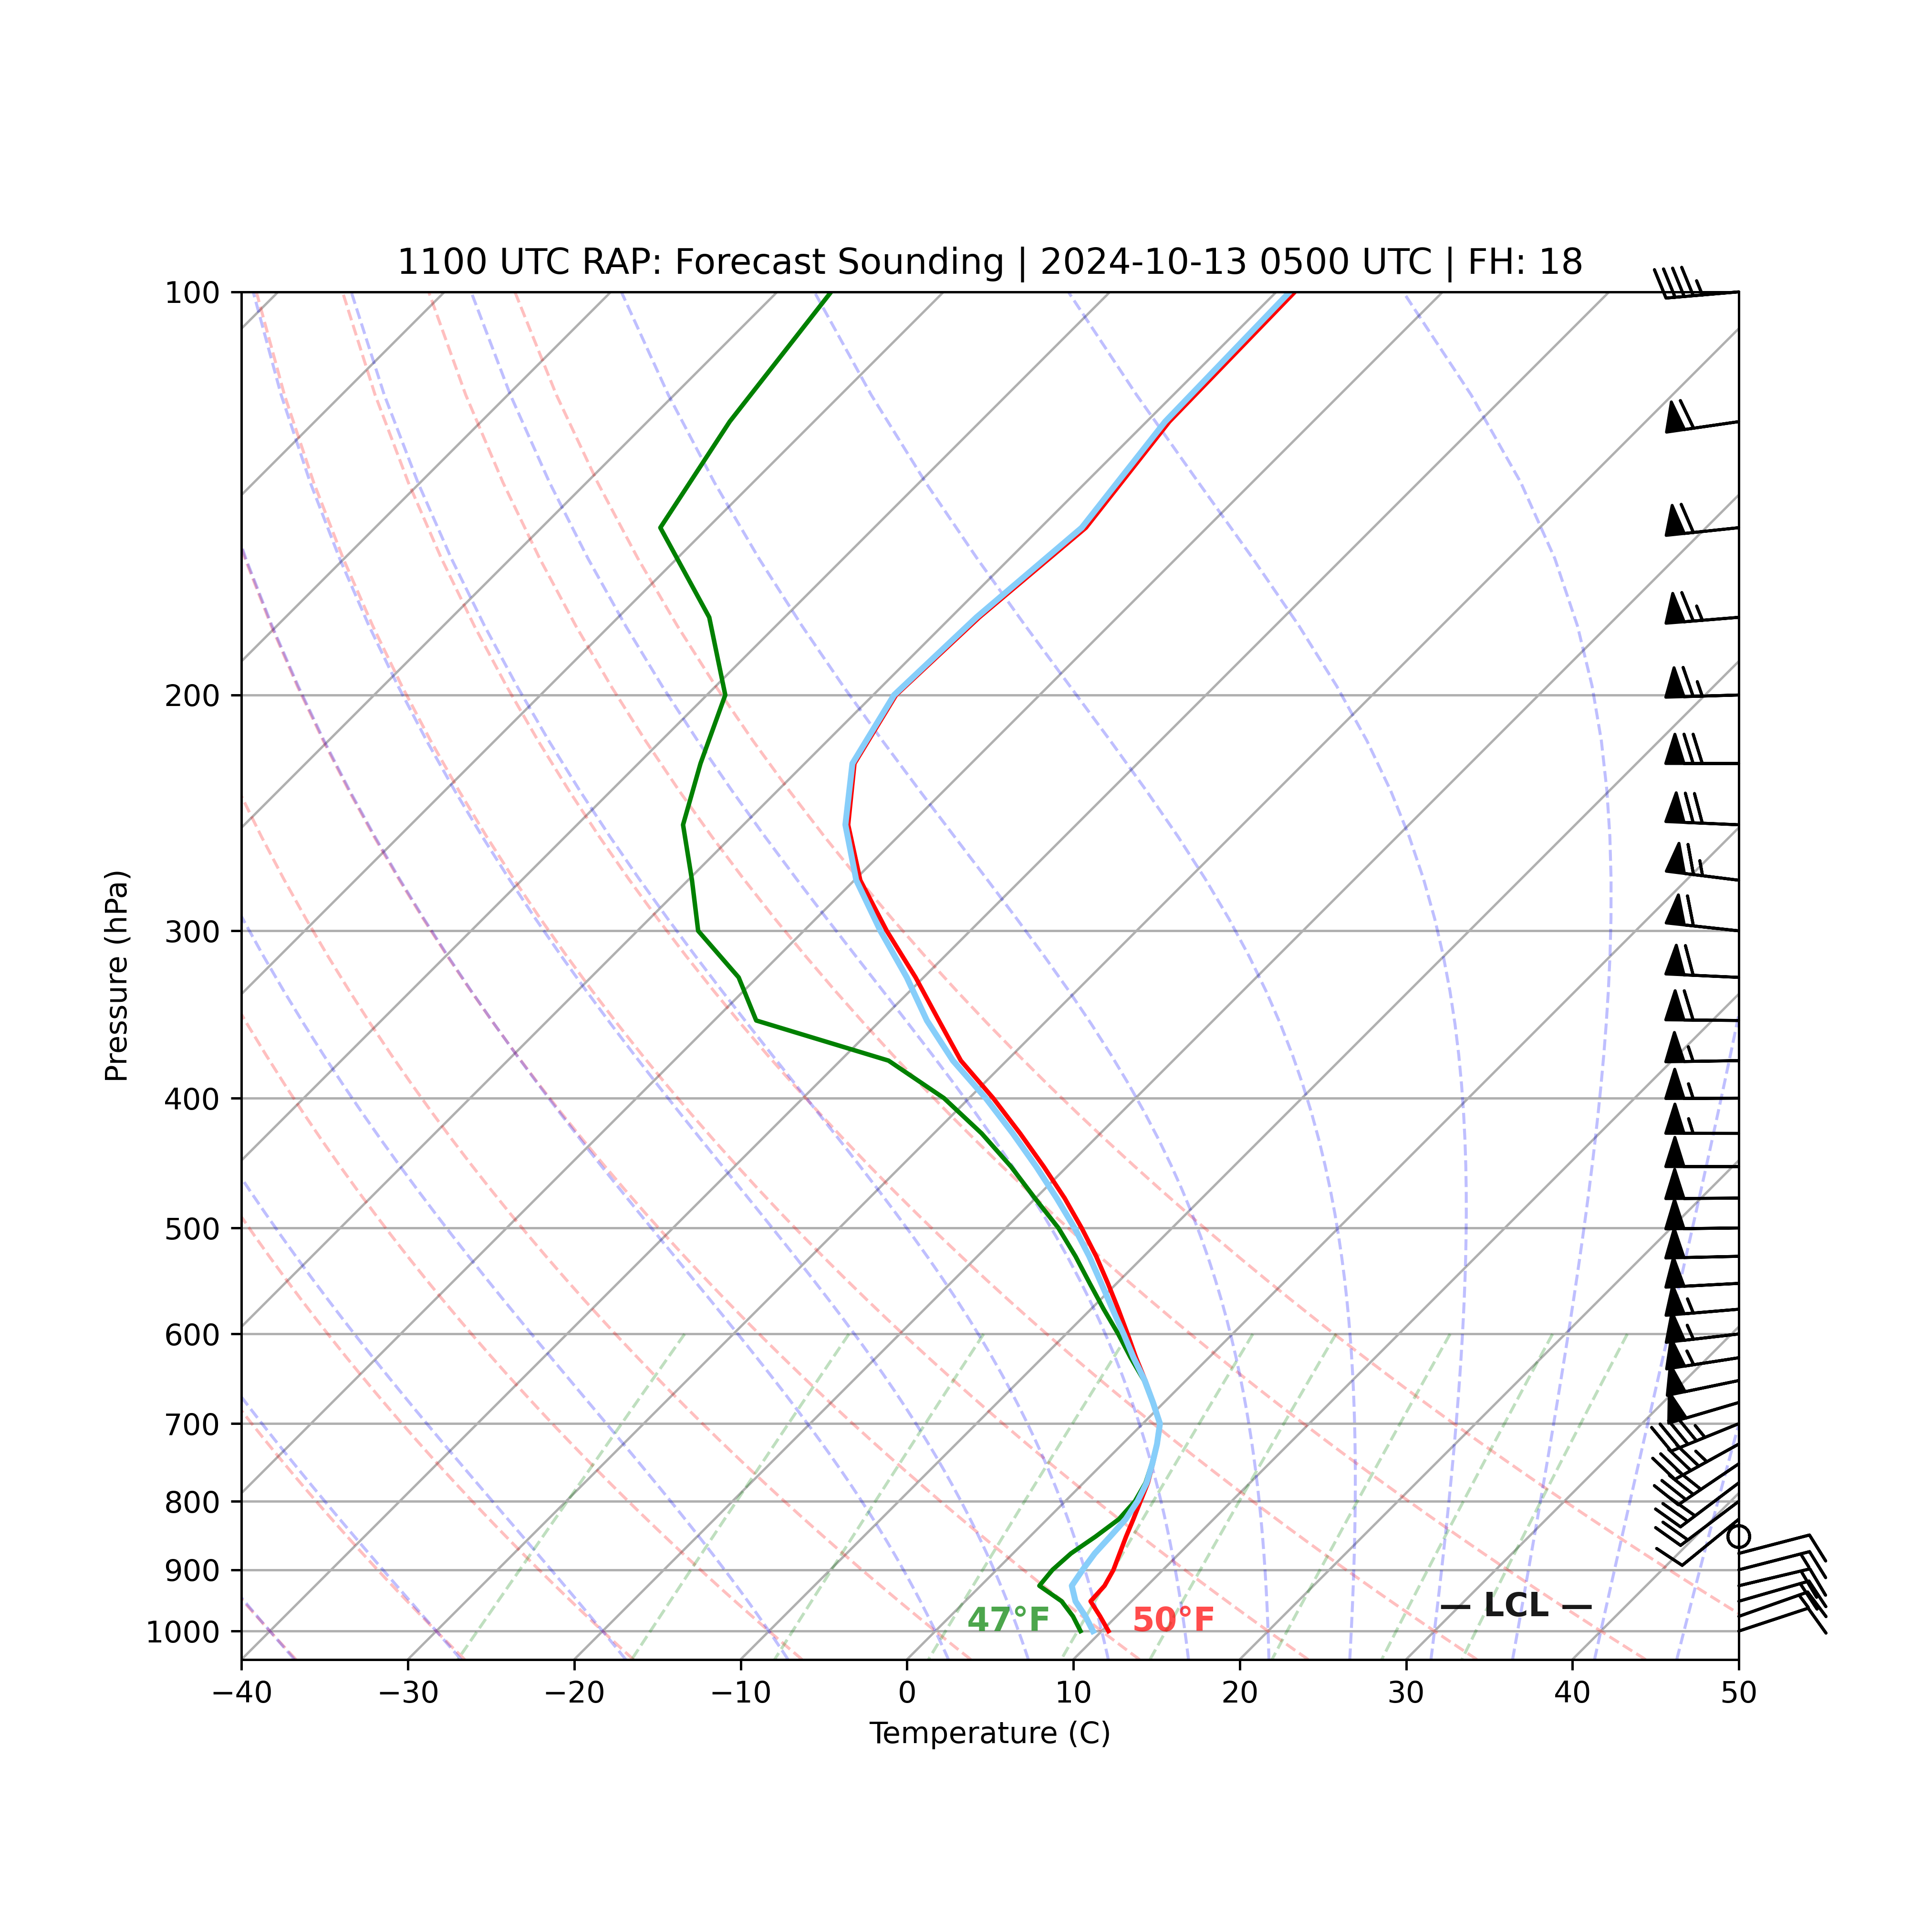 1100 UTC RAP: Forecast Sounding | 2024-10-13 0500 UTC | FH: 18
100
200
300
400
500
600
700
800
900
1000
Pressure (hPa)
47°F
50°F
— LCL —
−40 −30 −20 −10 0 10 20 30 40 50
Temperature (C)